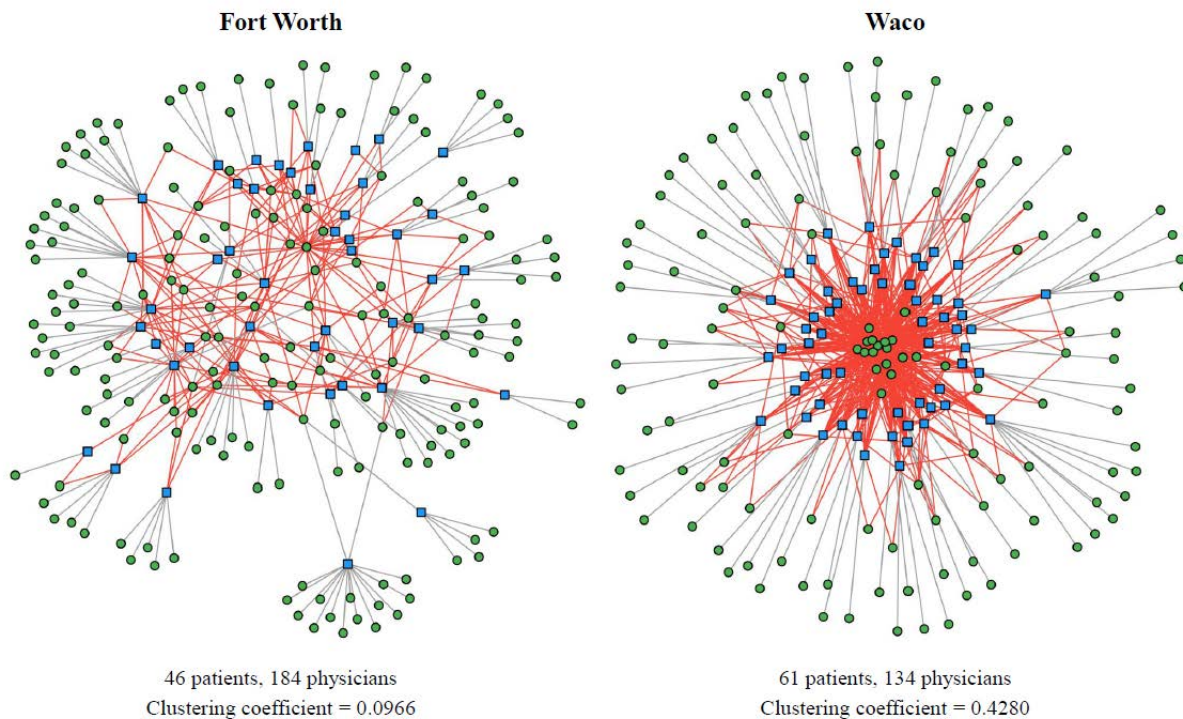 Fort Worth
Waco
46 patients, 184 physicians
Clustering coefficient = 0.0966
61 patients, 134 physicians
Clustering coefficient = 0.4280